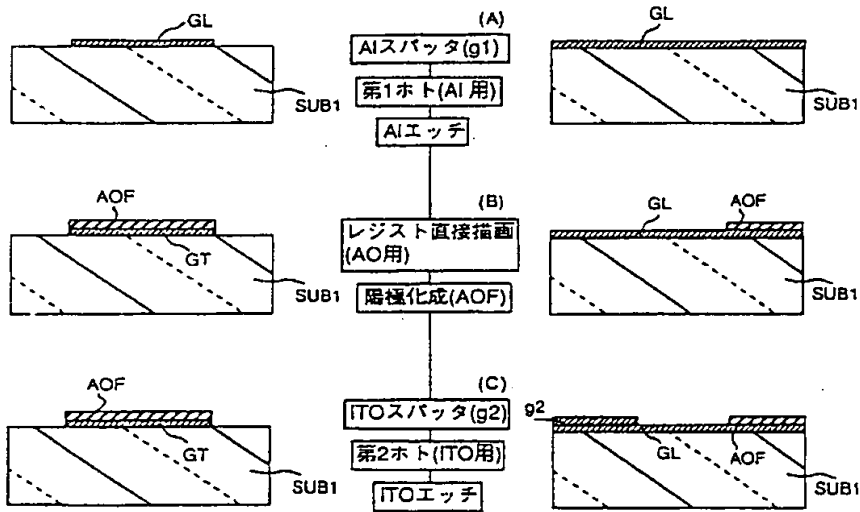 GL
SUB1
(A)
Alスパッタ(g1)
第1ホト(Al 用)
Alエッチ
GL
SUB1
AOF
GT
SUB1
(B)
レジスト直接描画
(AO用)
陽極化成(AOF)
GL
AOF
SUB1
AOF
GT
SUB1
(C)
ITOスパッタ(g2)
第2ホト(ITO用)
ITOエッチ
g2
GL
AOF
SUB1